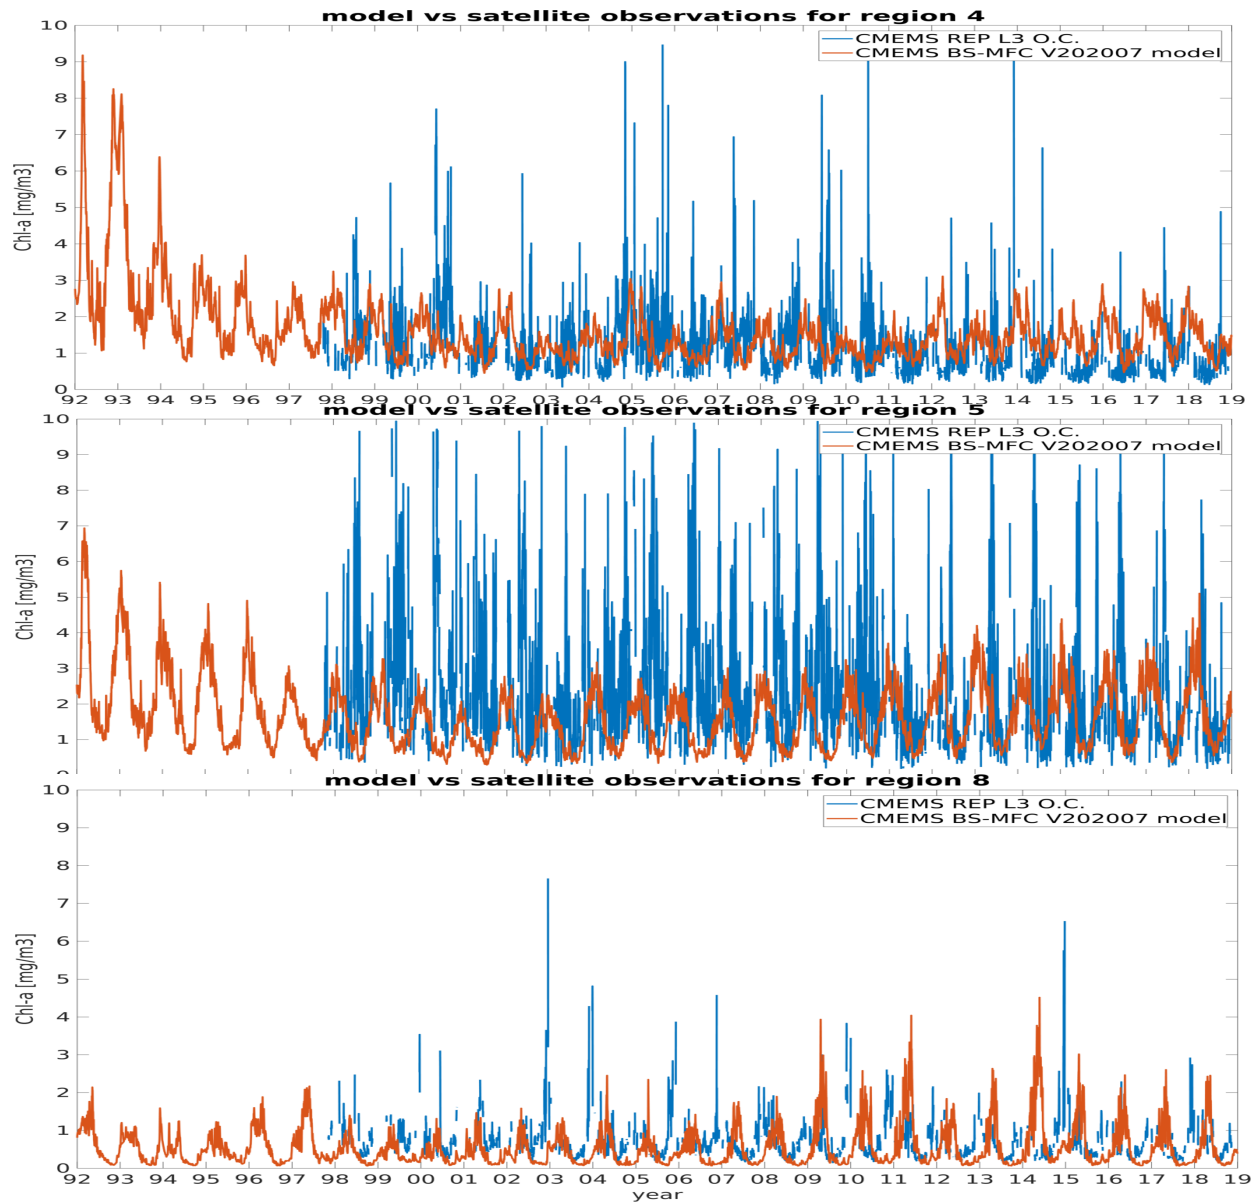 model vs satellite observations for region 4
10
9
8
7
6
5
4
3
2
1
0
Chl-a [mg/m3]
CMEMS REP L3 O.C.
CMEMS BS-MFC V202007 model
92 93 94 95 96 97 98 99 00 01 02 03 04 05 06 07 08 09 10 11 12 13 14 15 16 17 18 19
model vs satellite observations for region 5
10
9
8
7
6
5
4
3
2
1
0
Chl-a [mg/m3]
CMEMS REP L3 O.C.
CMEMS BS-MFC V202007 model
model vs satellite observations for region 8
10
9
8
7
6
5
4
3
2
1
0
Chl-a [mg/m3]
CMEMS REP L3 O.C.
CMEMS BS-MFC V202007 model
92 93 94 95 96 97 98 99 00 01 02 03 04 05 06 07 08 09 10 11 12 13 14 15 16 17 18 19
year